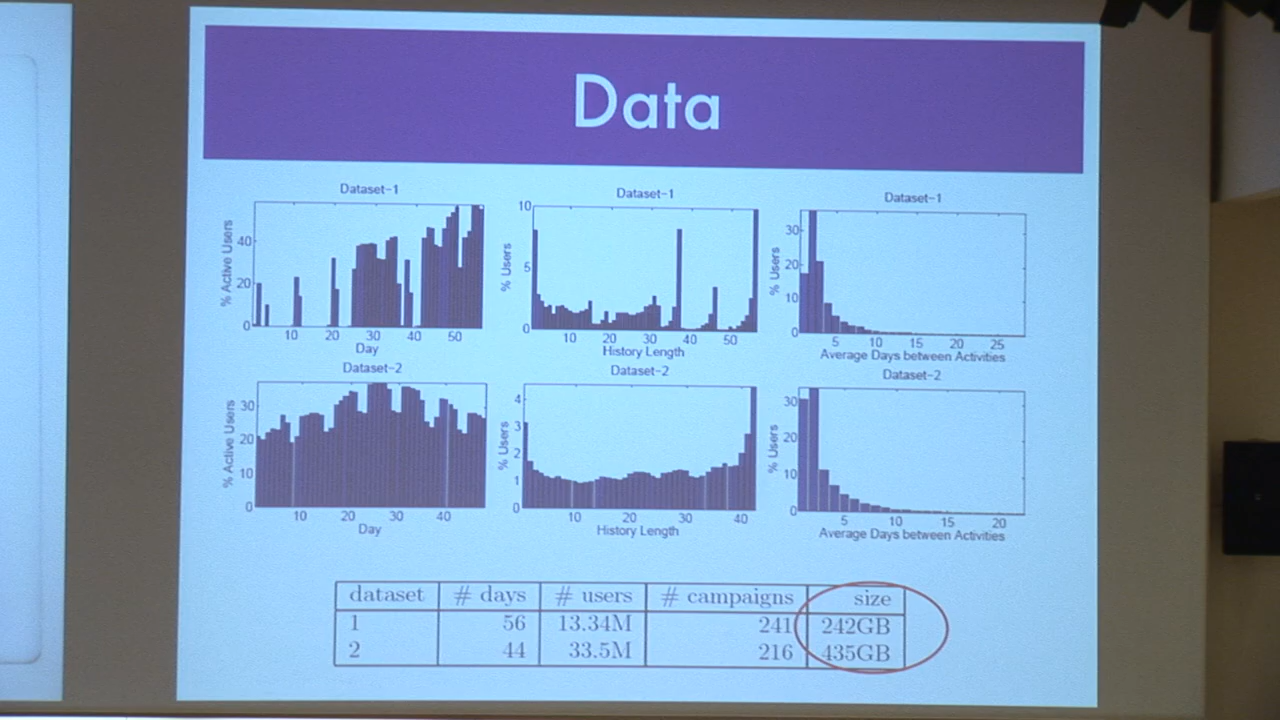 Data
Dataset-1
Dataset-1
Dataset-1
% Active Users
40
20
0
10 20 30 40 50
Day
% Users
10
5
0
10 20 30 40 50
History Length
% Users
30
20
10
0
5 10 15 20 25
Average Days between Activities
Dataset-2
Dataset-2
Dataset-2
% Active Users
30
20
10
0
10 20 30 40
Day
% Users
4
3
2
1
0
10 20 30 40
History Length
% Users
30
20
10
0
5 10 15 20
Average Days between Activities
dataset # days # users # campaigns size
1 56 13.34M 241 242GB
2 44 33.5M 216 435GB